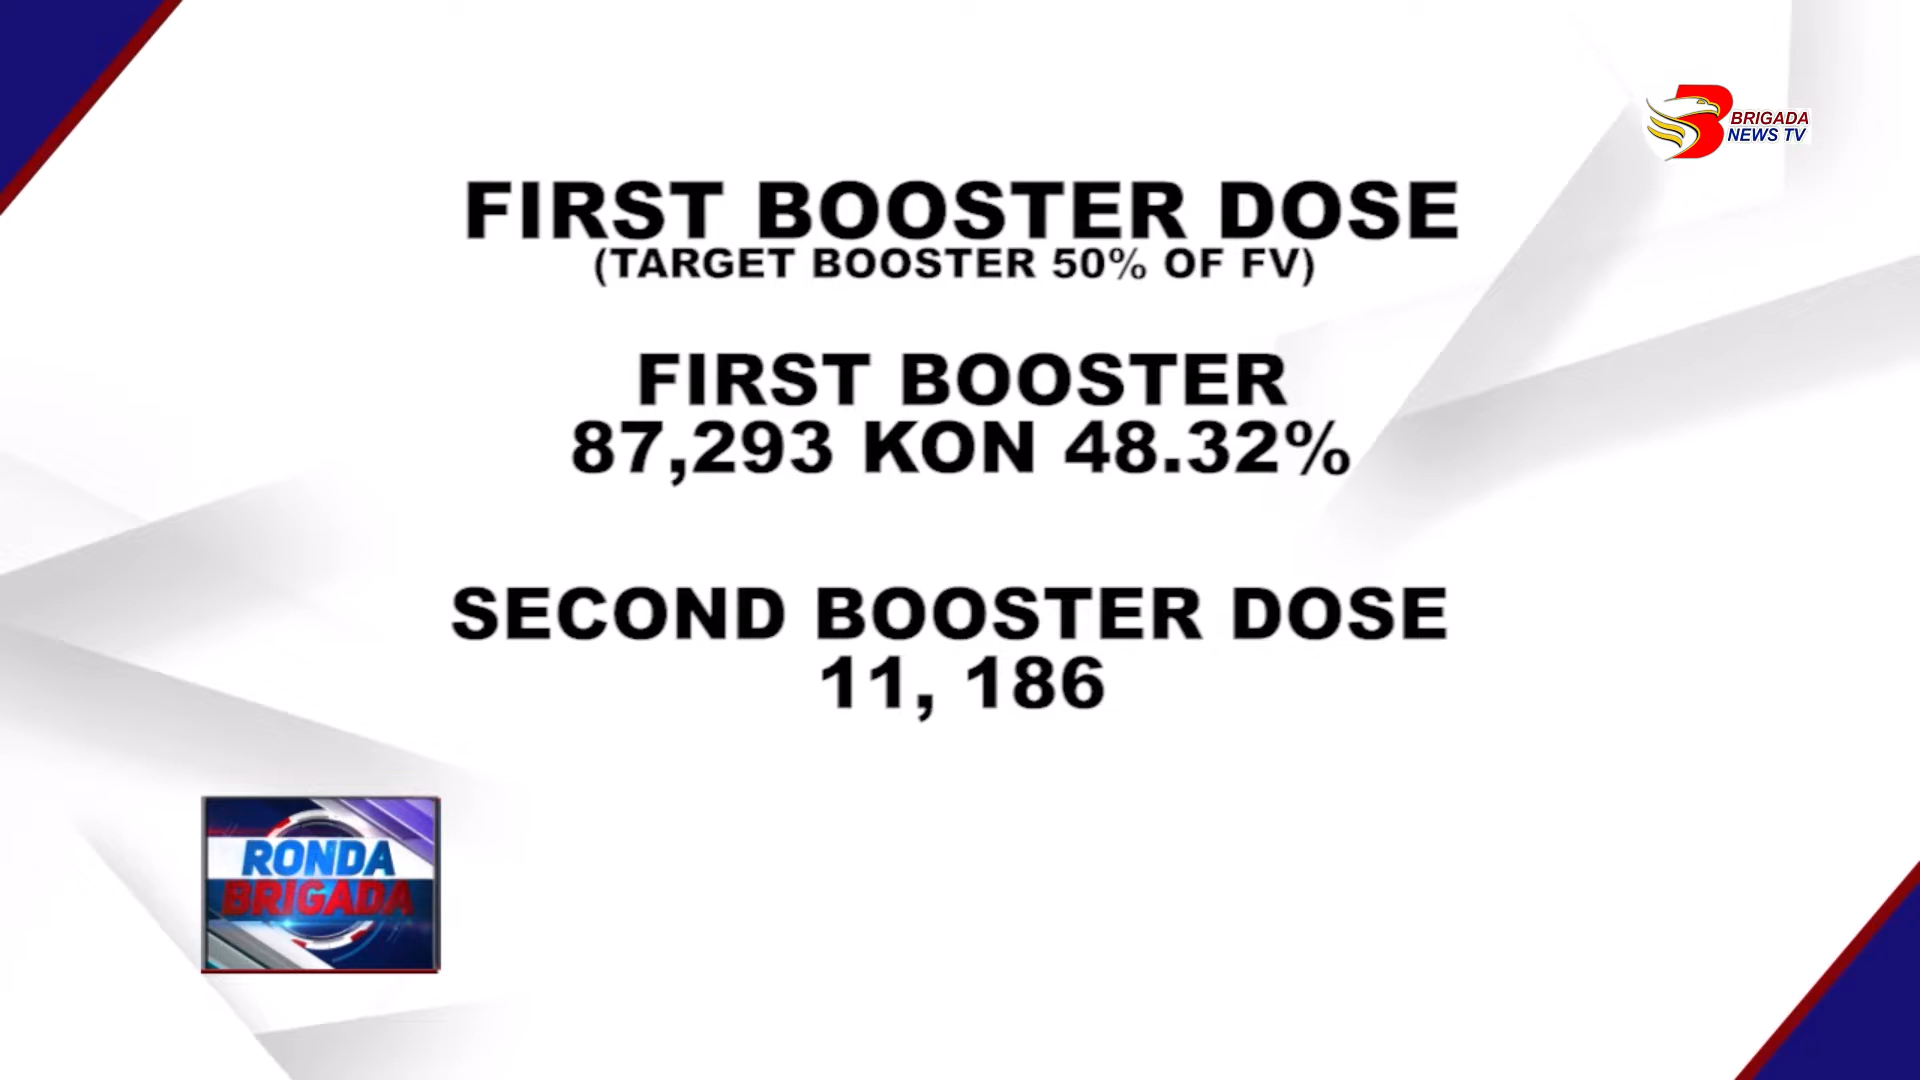 BRIGADA
NEWS TV
FIRST BOOSTER DOSE
(TARGET BOOSTER 50% OF FV)
FIRST BOOSTER
87,293 KON 48.32%
SECOND BOOSTER DOSE
11, 186
RONDA
BRIGADA